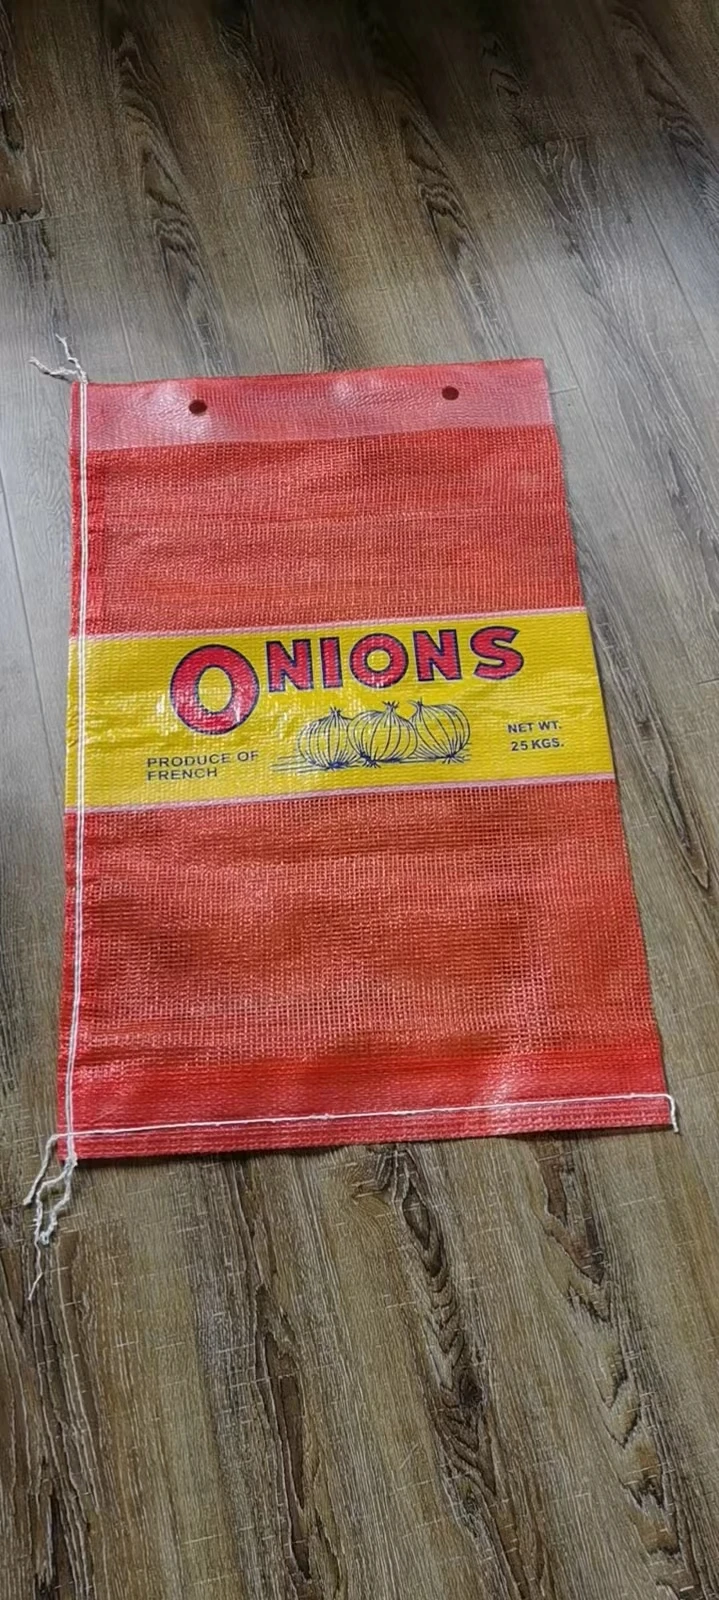 ONIONS
PRODUCE OF
FRENCH
NET WT.
25 KGS.